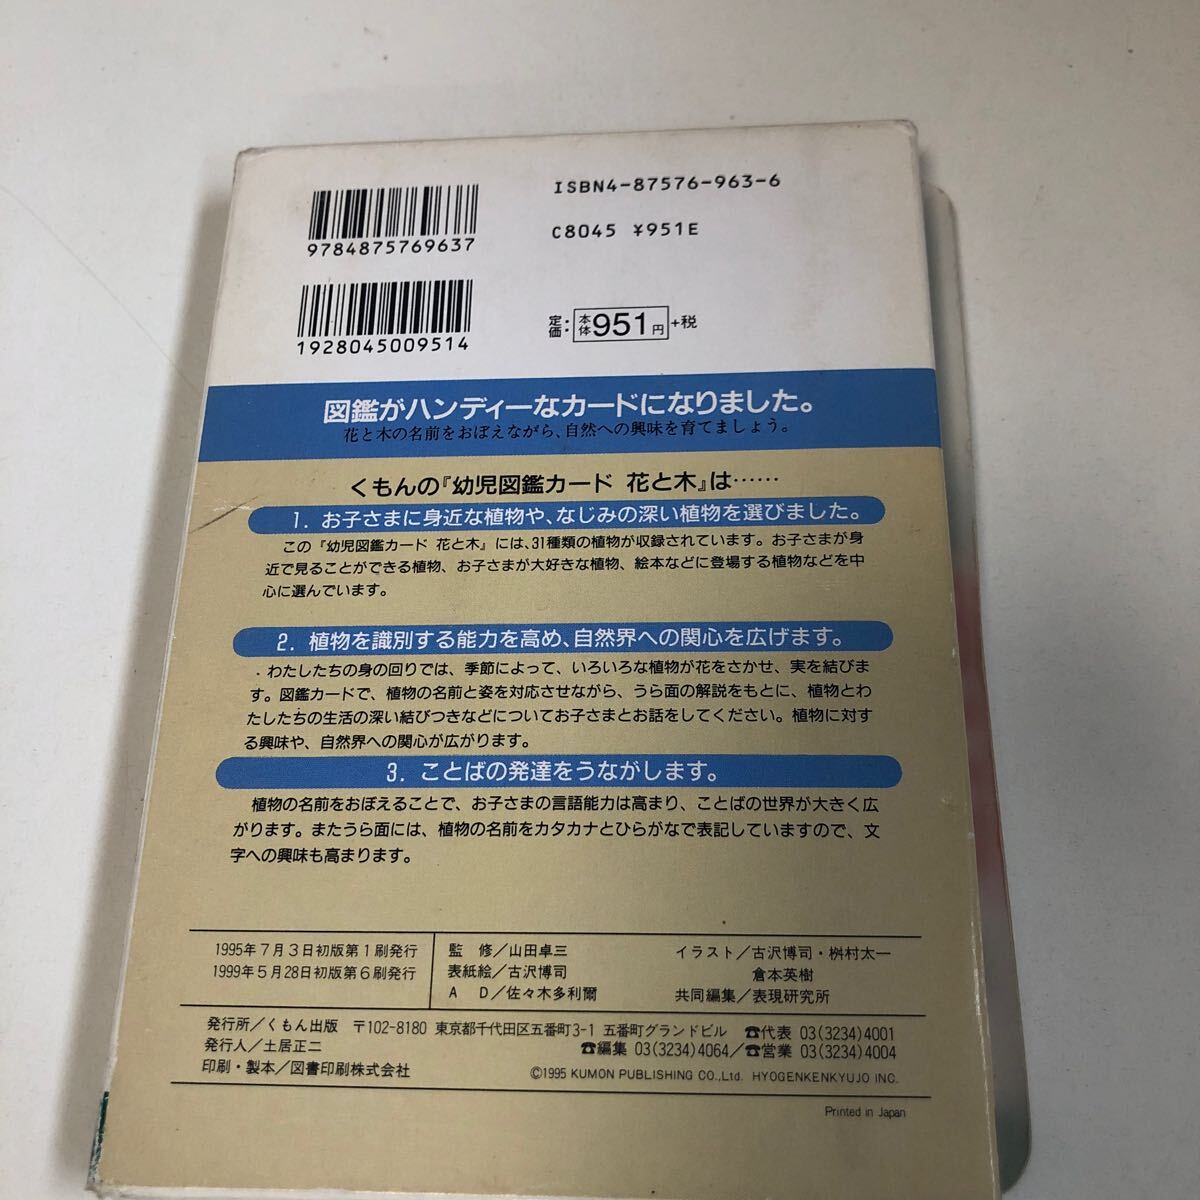 ISBN4-87576-963-6
9784875769637
C8045 ¥951E
1928045009514
定価:本体951円+税
図鑑がハンディーなカードになりました。
花と木の名前をおぼえながら、自然への興味を育てましょう。
くもんの『幼児図鑑カード 花と木』は……
1. お子さまに身近な植物や、なじみの深い植物を選びました。
この『幼児図鑑カード 花と木』には、31種類の植物が収録されています。お子さまが身
近で見ることができる植物、お子さまが大好きな植物、絵本などに登場する植物などを中
心に選んでいます。
2. 植物を識別する能力を高め、自然界への関心を広げます。
わたしたちの身の回りでは、季節によって、いろいろな植物が花をさかせ、実を結びま
す。図鑑カードで、植物の名前と姿を対応させながら、うら面の解説をもとに、植物とわ
たしたちの生活の深い結びつきなどについてお子さまとお話をしてください。植物に対す
る興味や、自然界への関心が広がります。
3. ことばの発達をうながします。
植物の名前をおぼえることで、お子さまの言語能力は高まり、ことばの世界が大きく広
がります。またうら面には、植物の名前をカタカナとひらがなで表記していますので、文
字への興味も高まります。
1995年7月3日初版第1刷発行
1999年5月28日初版第6刷発行
監 修/山田卓三
表紙絵/古沢博司
A D/佐々木多利爾
イラスト/古沢博司・桝村太一
倉本英樹
共同編集/表現研究所
発行所/くもん出版 〒102-8180 東京都千代田区五番町3-1 五番町グランドビル ☎代表 03(3234)4001
発行人/土居正二 ☎編集 03(3234)4064/☎営業 03(3234)4004
印刷・製本/図書印刷株式会社
©1995 KUMON PUBLISHING CO.,Ltd. HYOGENKENKYUJO INC.
Printed in Japan